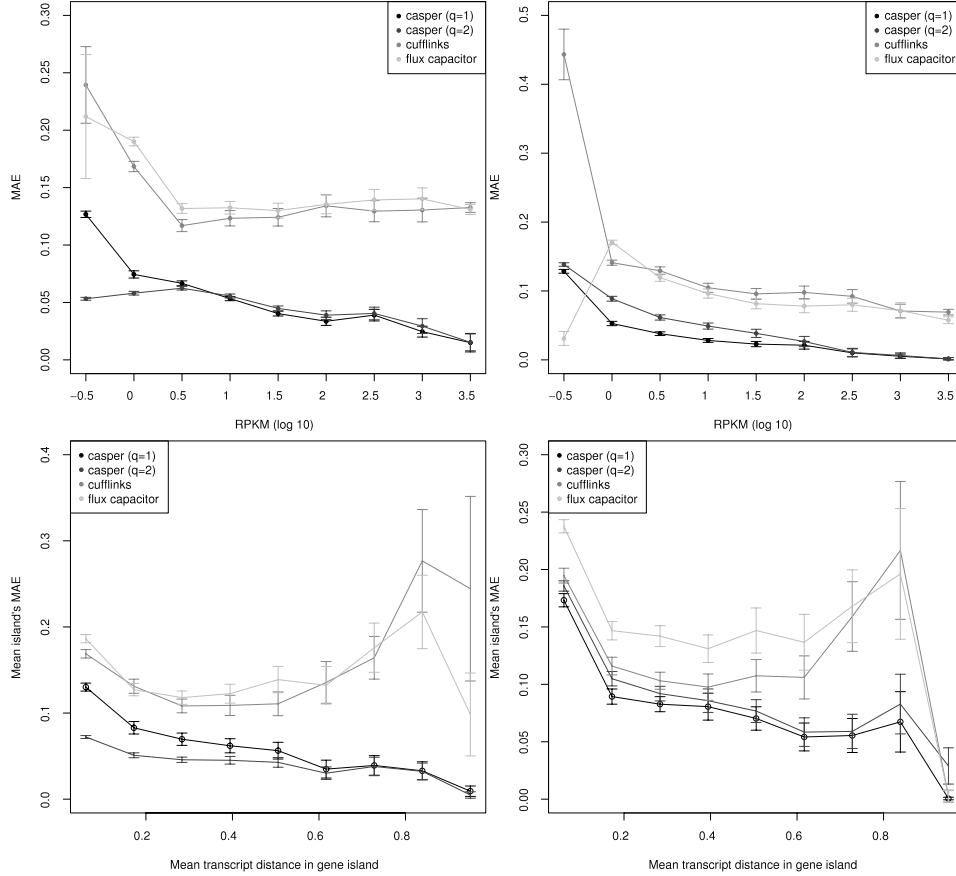 casper (q=1)
casper (q=2)
cufflinks
flux capacitor
MAE
0.30
0.25
0.20
0.15
0.10
0.05
0.00
−0.5 0 0.5 1 1.5 2 2.5 3 3.5
RPKM (log 10)
casper (q=1)
casper (q=2)
cufflinks
flux capacitor
MAE
0.5
0.4
0.3
0.2
0.1
0.0
−0.5 0 0.5 1 1.5 2 2.5 3 3.5
RPKM (log 10)
casper (q=1)
casper (q=2)
cufflinks
flux capacitor
Mean island's MAE
0.4
0.3
0.2
0.1
0.0
0.2 0.4 0.6 0.8
Mean transcript distance in gene island
casper (q=1)
casper (q=2)
cufflinks
flux capacitor
Mean island's MAE
0.30
0.25
0.20
0.15
0.10
0.05
0.00
0.2 0.4 0.6 0.8
Mean transcript distance in gene island